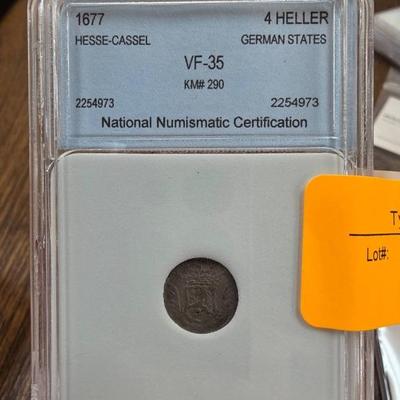 1677 4 HELLER
HESSE-CASSEL GERMAN STATES
VF-35
KM# 290
2254973 2254973
National Numismatic Certification
Ty
Lot#: